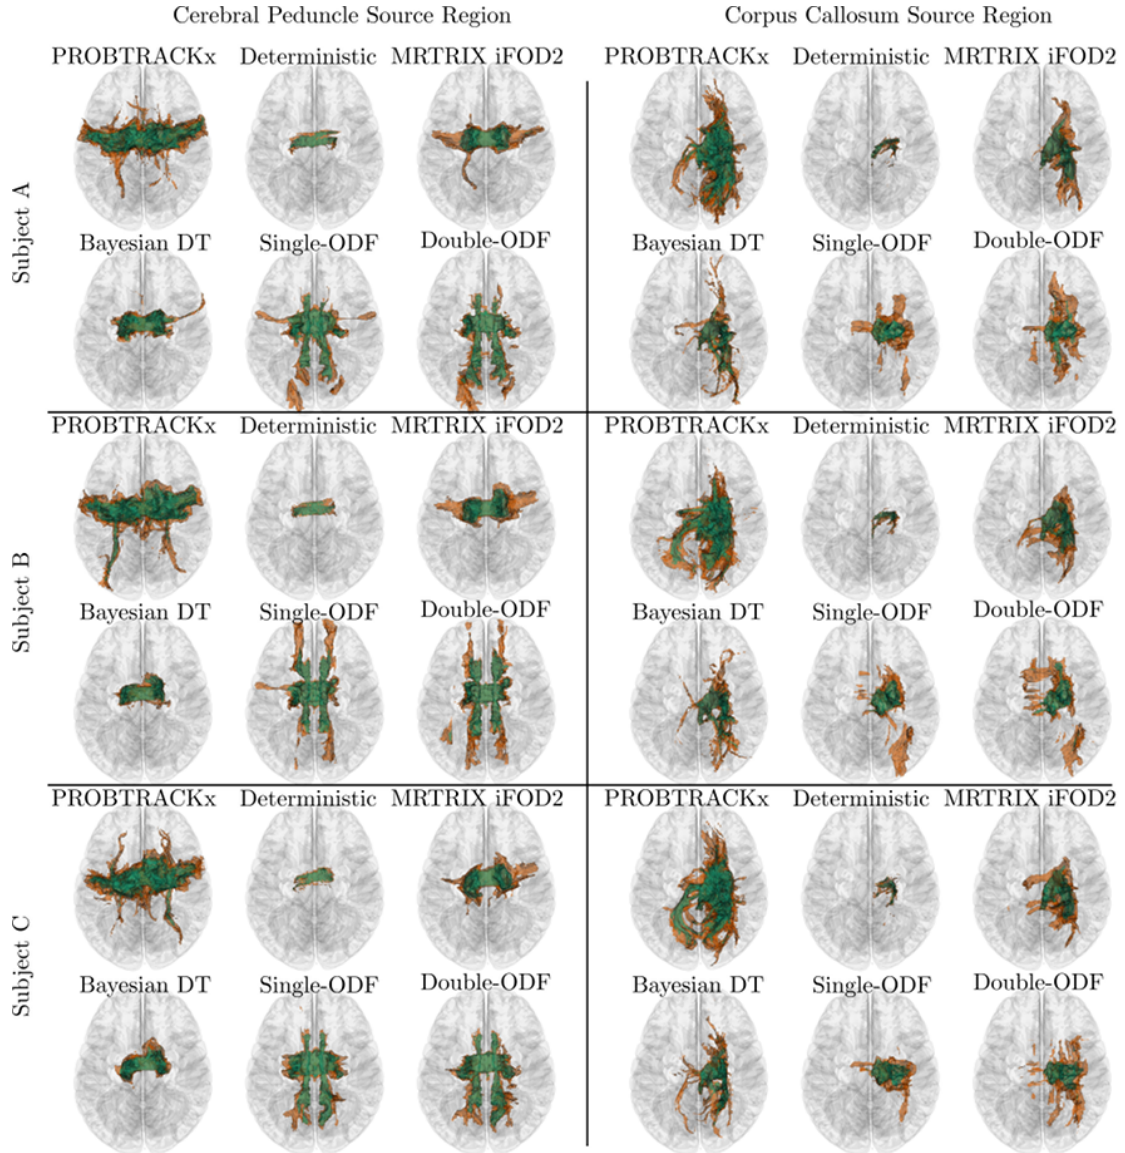 Cerebral Peduncle Source Region Corpus Callosum Source Region
PROBTRACKx Deterministic MRTRIX iFOD2 PROBTRACKx Deterministic MRTRIX iFOD2
Subject A
Bayesian DT Single-ODF Double-ODF Bayesian DT Single-ODF Double-ODF
PROBTRACKx Deterministic MRTRIX iFOD2 PROBTRACKx Deterministic MRTRIX iFOD2
Subject B
Bayesian DT Single-ODF Double-ODF Bayesian DT Single-ODF Double-ODF
PROBTRACKx Deterministic MRTRIX iFOD2 PROBTRACKx Deterministic MRTRIX iFOD2
Subject C
Bayesian DT Single-ODF Double-ODF Bayesian DT Single-ODF Double-ODF